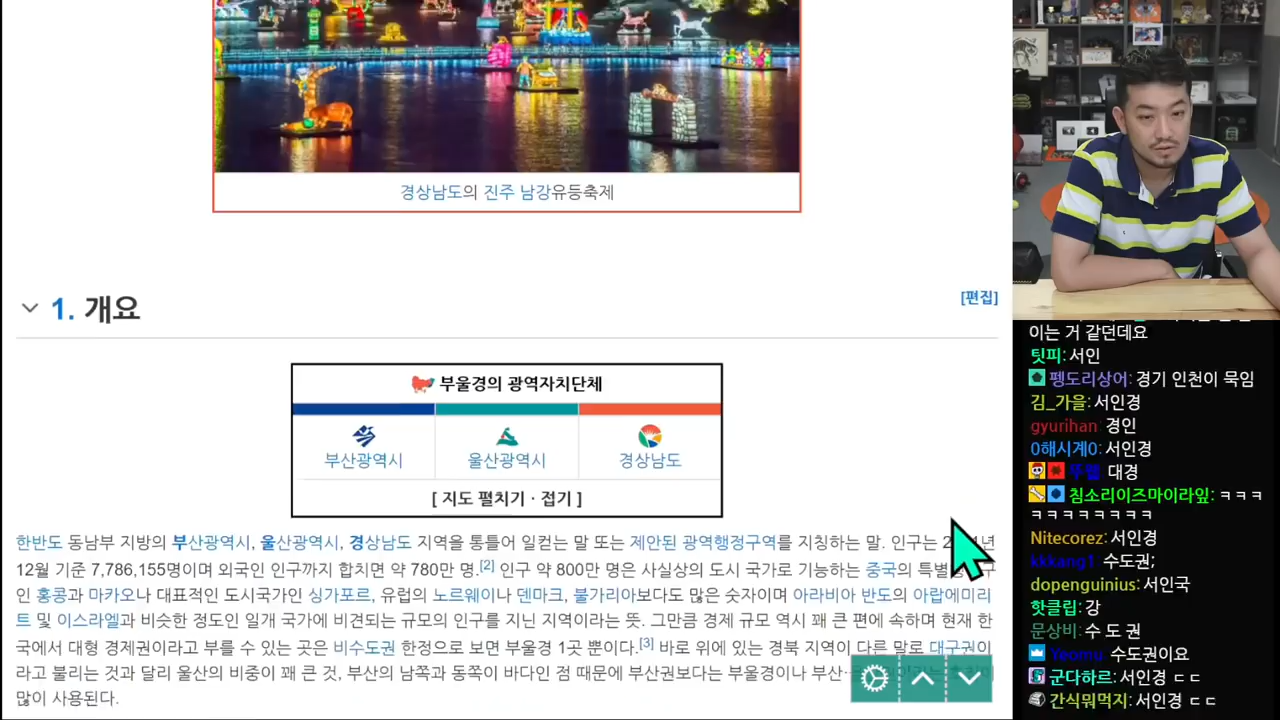 경상남도의 진주 남강유등축제
1. 개요
[편집]
부울경의 광역자치단체
부산광역시
울산광역시
경상남도
[ 지도 펼치기 · 접기 ]
한반도 동남부 지방의 부산광역시, 울산광역시, 경상남도 지역을 통틀어 일컫는 말 또는 제안된 광역행정구역를 지칭하는 말. 인구는
12월 기준 7,786,155명이며 외국인 인구까지 합치면 약 780만 명.[2] 인구 약 800만 명은 사실상의 도시 국가로 기능하는 중국의
인 홍콩과 마카오나 대표적인 도시국가인 싱가포르, 유럽의 노르웨이나 덴마크, 불가리아보다도 많은 숫자이며 아라비아 반도의 아랍에미리
트 및 이스라엘과 비슷한 정도인 일개 국가에 비견되는 규모의 인구를 지닌 지역이라는 뜻. 그만큼 경제 규모 역시 꽤 큰 편에 속하며 현재 한
국에서 대형 경제권이라고 부를 수 있는 곳은 비수도권 한정으로 보면 부울경 1곳 뿐이다.[3] 바로 위에 있는 경북 지역이 다른 말로 대구권이
라고 불리는 것과 달리 울산의 비중이 꽤 큰 것, 부산의 남쪽과 동쪽이 바다인 점 때문에 부산권보다는 부울경이나
많이 사용된다.
이는 거 같던데요
팃피: 서인
펭도리상어: 경기 인천이 묶임
김_가을: 서인경
gyurihan: 경인
0해시계0: 서인경
대경
침소리이즈마이라잎: ㅋㅋㅋ
ㅋㅋㅋㅋㅋㅋㅋㅋ
Nitecorez: 서인경
kkkang1: 수도권;
dopenguinius: 서인국
핫클립: 강
문상비: 수 도 권
Yeomu: 수도권이요
군다하르: 서인경 ㄷㄷ
간식뭐먹지: 서인경 ㄷㄷ